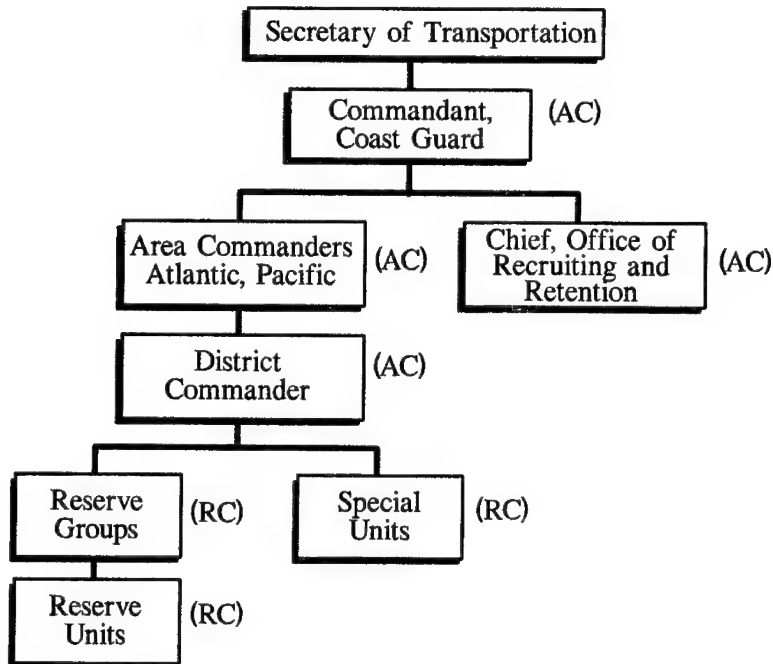 Secretary of Transportation
Commandant,
Coast Guard
(AC)
Area Commanders
Atlantic, Pacific
(AC)
Chief, Office of
Recruiting and
Retention
(AC)
District
Commander
(AC)
Reserve
Groups
(RC)
Special
Units
(RC)
Reserve
Units
(RC)